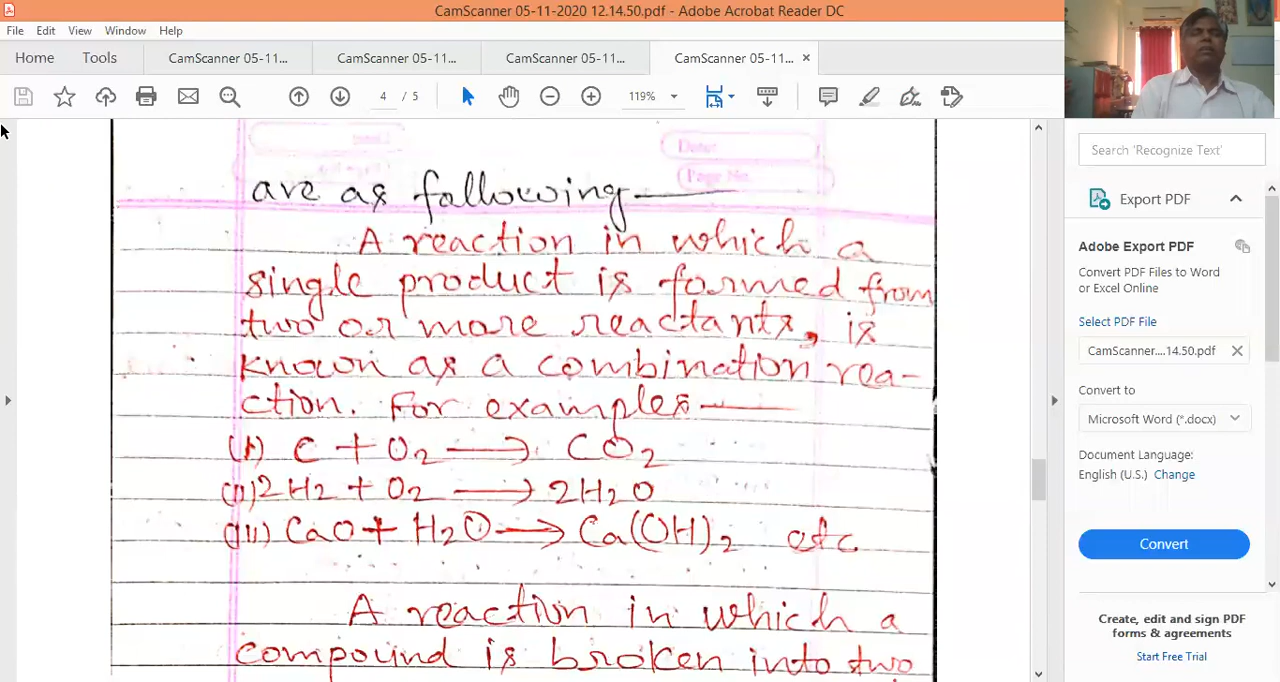 CamScanner 05-11-2020 12.14.50.pdf - Adobe Acrobat Reader DC
File Edit View Window Help
Home Tools CamScanner 05-11... CamScanner 05-11... CamScanner 05-11... CamScanner 05-11... ×
4 / 5 119%
Date:
Page No.
are as following—
A reaction in which a
single product is formed from
two or more reactants, is
known as a combination rea-
ction. For examples—
(i) C + O₂ ⟶ CO₂
(ii) 2H₂ + O₂ ⟶ 2H₂O
(iii) CaO + H₂O ⟶ Ca(OH)₂ etc
A reaction in which a
compound is broken into two
Search 'Recognize Text'
Export PDF
Adobe Export PDF
Convert PDF Files to Word
or Excel Online
Select PDF File
CamScanner....14.50.pdf ×
Convert to
Microsoft Word (*.docx)
Document Language:
English (U.S.) Change
Convert
Create, edit and sign PDF
forms & agreements
Start Free Trial